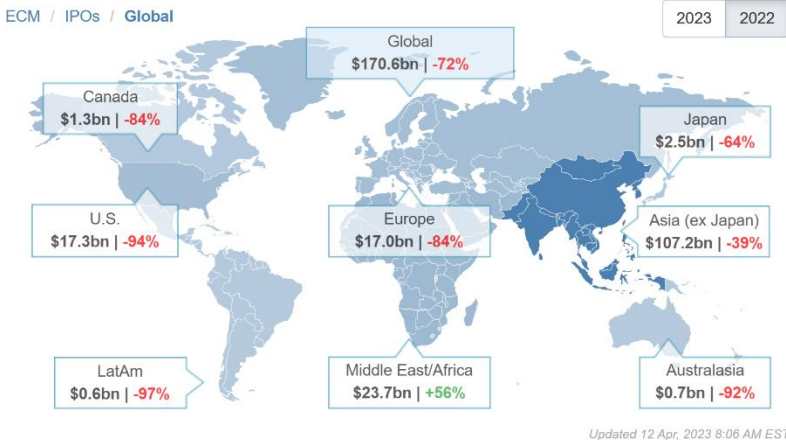 ECM / IPOs / Global
2023 2022
Global
$170.6bn | -72%
Canada
$1.3bn | -84%
Japan
$2.5bn | -64%
U.S.
$17.3bn | -94%
Europe
$17.0bn | -84%
Asia (ex Japan)
$107.2bn | -39%
LatAm
$0.6bn | -97%
Middle East/Africa
$23.7bn | +56%
Australasia
$0.7bn | -92%
Updated 12 Apr, 2023 8:06 AM EST